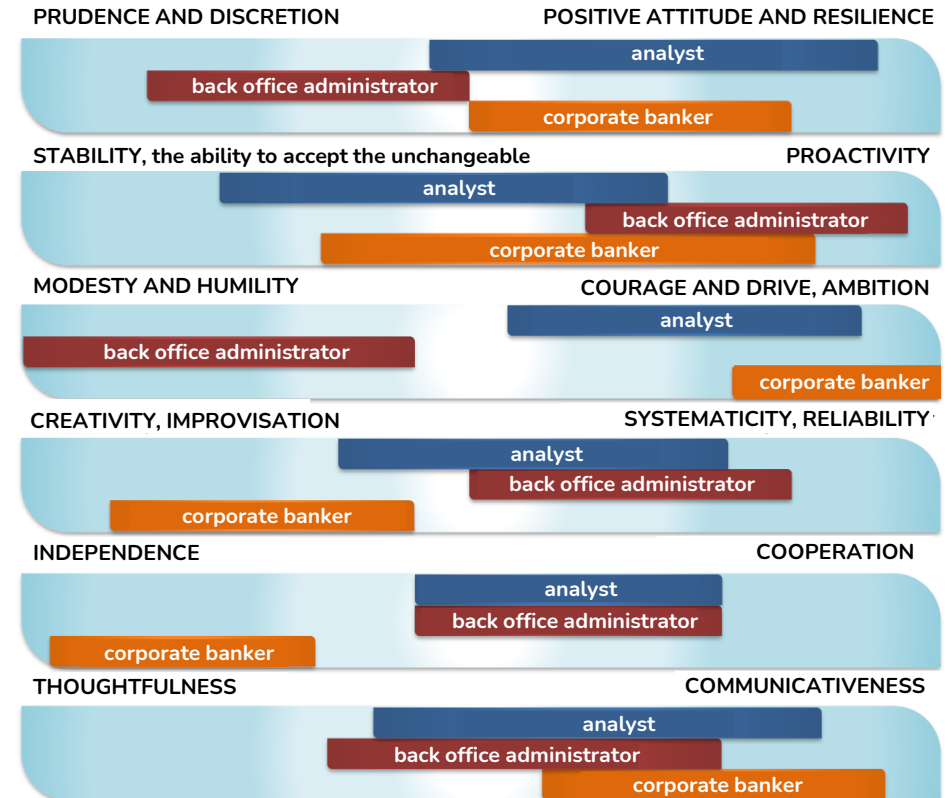 PRUDENCE AND DISCRETION
POSITIVE ATTITUDE AND RESILIENCE
analyst
back office administrator
corporate banker
STABILITY, the ability to accept the unchangeable
PROACTIVITY
analyst
back office administrator
corporate banker
MODESTY AND HUMILITY
COURAGE AND DRIVE, AMBITION
analyst
back office administrator
corporate banker
CREATIVITY, IMPROVISATION
SYSTEMATICITY, RELIABILITY
analyst
back office administrator
corporate banker
INDEPENDENCE
COOPERATION
analyst
back office administrator
corporate banker
THOUGHTFULNESS
COMMUNICATIVENESS
analyst
back office administrator
corporate banker